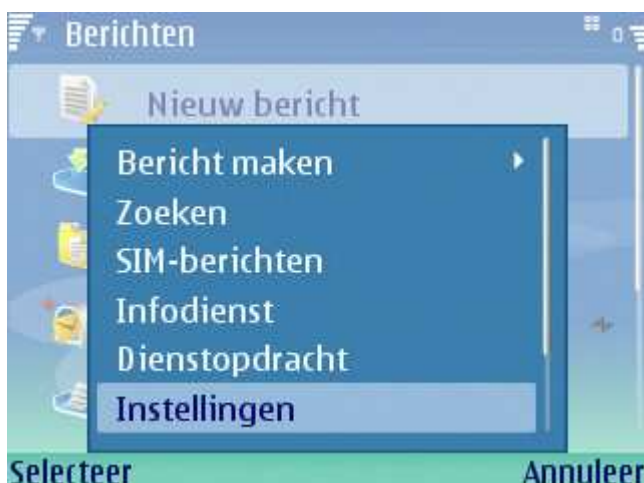 Berichten
Nieuw bericht
Bericht maken
Zoeken
SIM-berichten
Infodienst
Dienstopdracht
Instellingen
Selecteer
Annuleer